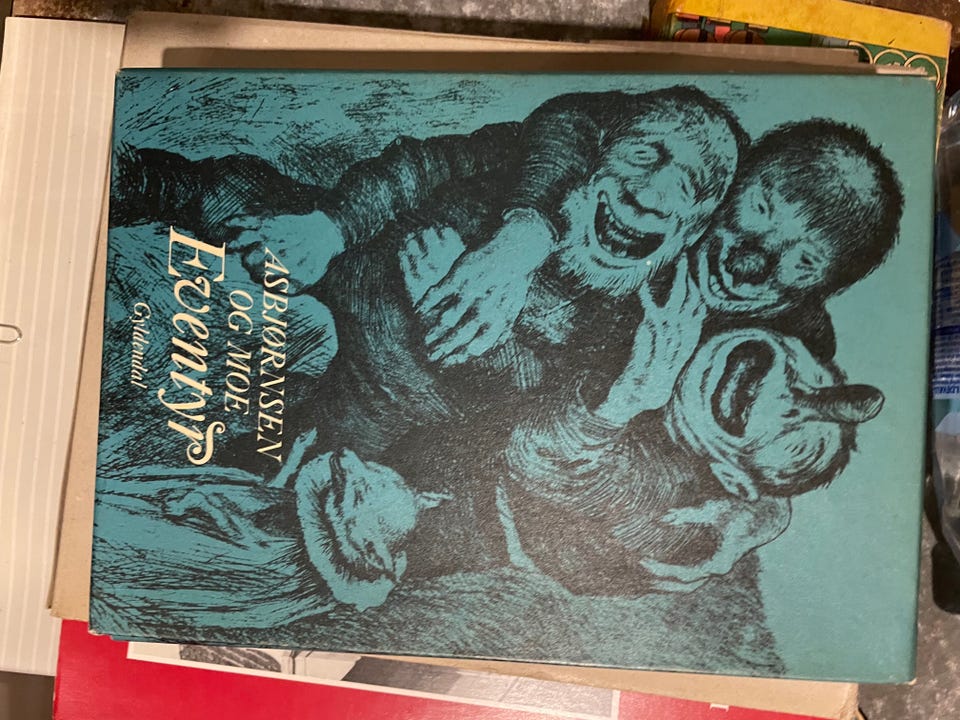 ASBJØRNSEN
OG MOE
Eventyr
Gyldendal